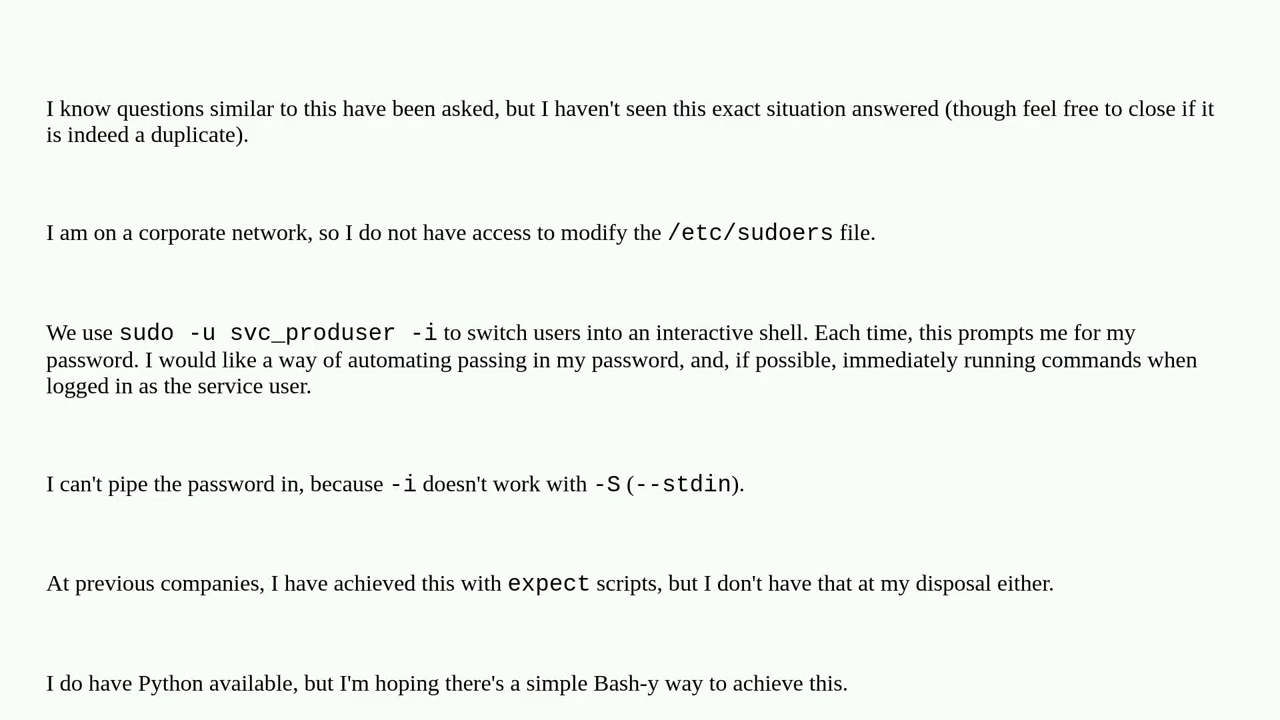 I know questions similar to this have been asked, but I haven't seen this exact situation answered (though feel free to close if it
is indeed a duplicate).
I am on a corporate network, so I do not have access to modify the /etc/sudoers file.
We use sudo -u svc_produser -i to switch users into an interactive shell. Each time, this prompts me for my
password. I would like a way of automating passing in my password, and, if possible, immediately running commands when
logged in as the service user.
I can't pipe the password in, because -i doesn't work with -S (--stdin).
At previous companies, I have achieved this with expect scripts, but I don't have that at my disposal either.
I do have Python available, but I'm hoping there's a simple Bash-y way to achieve this.